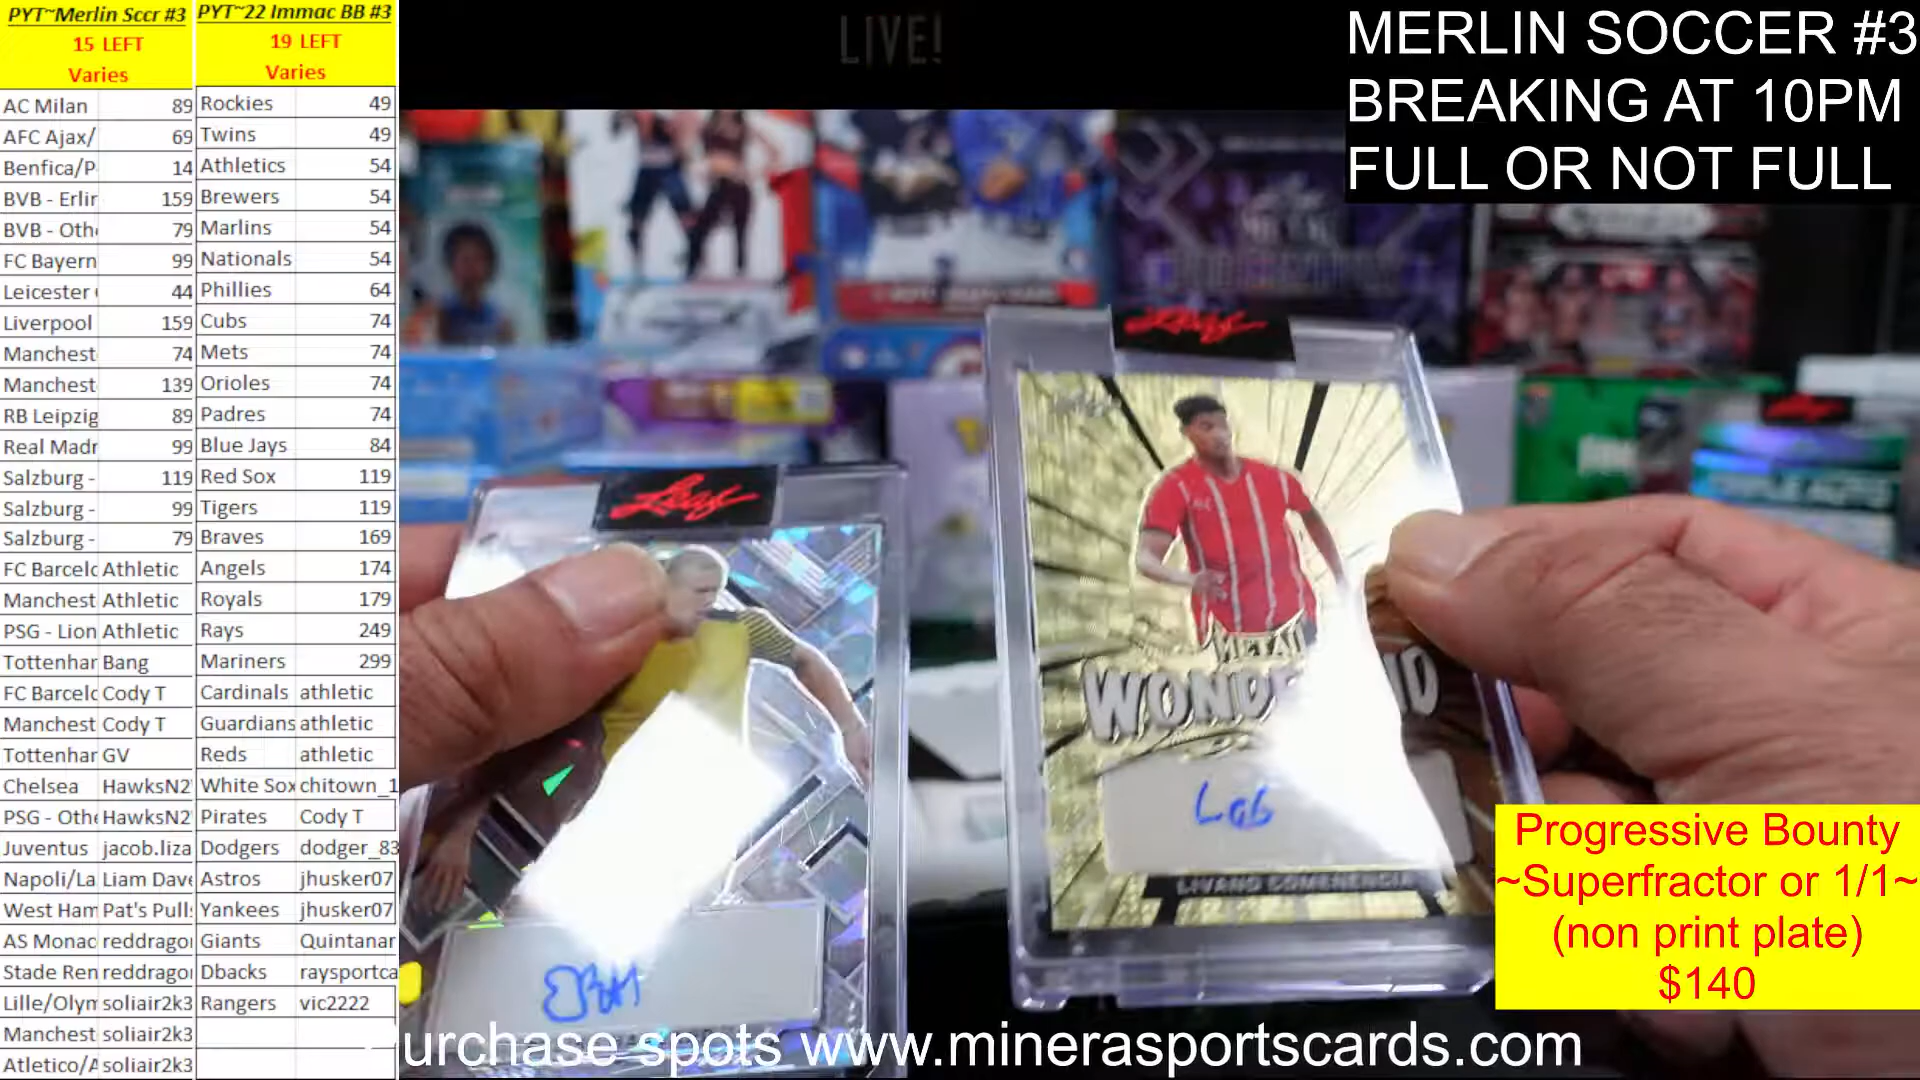 PYT~Merlin Sccr #3
15 LEFT
Varies
AC Milan 89
AFC Ajax/ 69
Benfica/P 14
BVB - Erlir 159
BVB - Oth 79
FC Bayern 99
Leicester 44
Liverpool 159
Manchest 74
Manchest 139
RB Leipzig 89
Real Madr 99
Salzburg - 119
Salzburg - 99
Salzburg - 79
FC Barcelc Athletic
Manchest Athletic
PSG - Lion Athletic
Tottenhar Bang
FC Barcelc Cody T
Manchest Cody T
Tottenhar GV
Chelsea HawksN2
PSG - Othe HawksN2
Juventus jacob.liza
Napoli/La Liam Dave
West Ham Pat's Pull
AS Monac reddrago
Stade Ren reddrago
Lille/Olym soliair2k3
Manchest soliair2k3
Atletico/A soliair2k3
PYT~22 Immac BB #3
19 LEFT
Varies
Rockies 49
Twins 49
Athletics 54
Brewers 54
Marlins 54
Nationals 54
Phillies 64
Cubs 74
Mets 74
Orioles 74
Padres 74
Blue Jays 84
Red Sox 119
Tigers 119
Braves 169
Angels 174
Royals 179
Rays 249
Mariners 299
Cardinals athletic
Guardians athletic
Reds athletic
White Sox chitown_1
Pirates Cody T
Dodgers dodger_83
Astros jhusker07
Yankees jhusker07
Giants Quintanar
Dbacks raysportca
Rangers vic2222
LIVE!
MERLIN SOCCER #3
BREAKING AT 10PM
FULL OR NOT FULL
Leaf
Leaf
METAL
LIVANO COMENENCIA
Progressive Bounty
~Superfractor or 1/1~
(non print plate)
$140
urchase spots www.minerasportscards.com